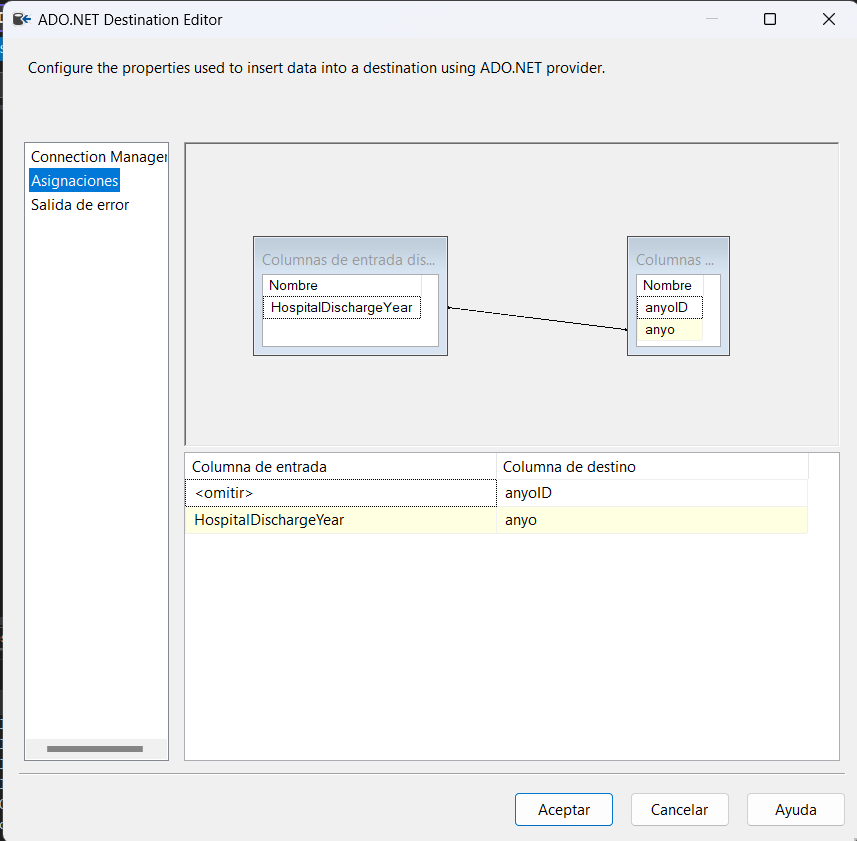 ADO.NET Destination Editor
Configure the properties used to insert data into a destination using ADO.NET provider.
Connection Manager
Asignaciones
Salida de error
Columnas de entrada dis...
Nombre
HospitalDischargeYear
Columnas ...
Nombre
anyoID
anyo
Columna de entrada Columna de destino
<omitir> anyoID
HospitalDischargeYear anyo
Aceptar Cancelar Ayuda